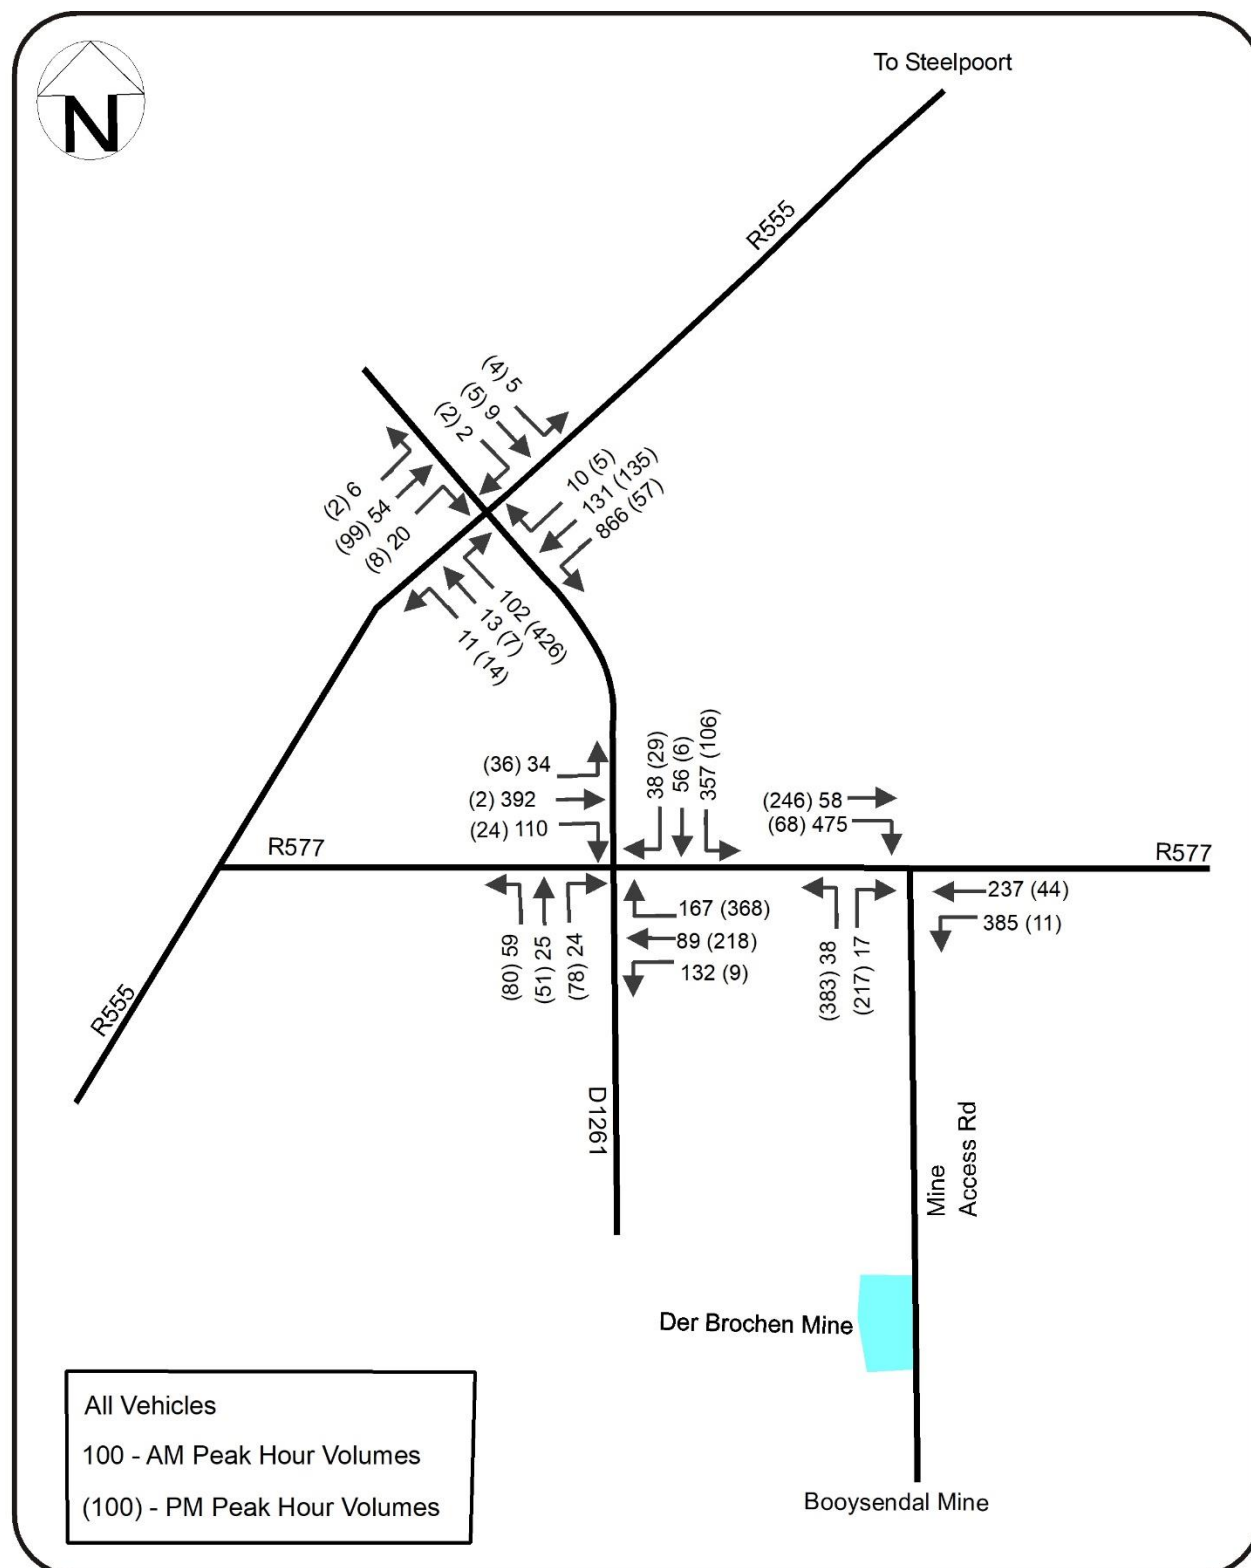 N
To Steelpoort
R555
(4) 5
(5) 9
(2) 2
(2) 6
(99) 54
(8) 20
10 (5)
131 (135)
866 (57)
102 (426)
13 (7)
11 (14)
(36) 34
(2) 392
(24) 110
38 (29)
56 (6)
357 (106)
(246) 58
(68) 475
R577
R577
(80) 59
(51) 25
(78) 24
167 (368)
89 (218)
132 (9)
(383) 38
(217) 17
237 (44)
385 (11)
R555
D1261
Mine
Access Rd
Der Brochen Mine
Booysendal Mine
All Vehicles
100 - AM Peak Hour Volumes
(100) - PM Peak Hour Volumes